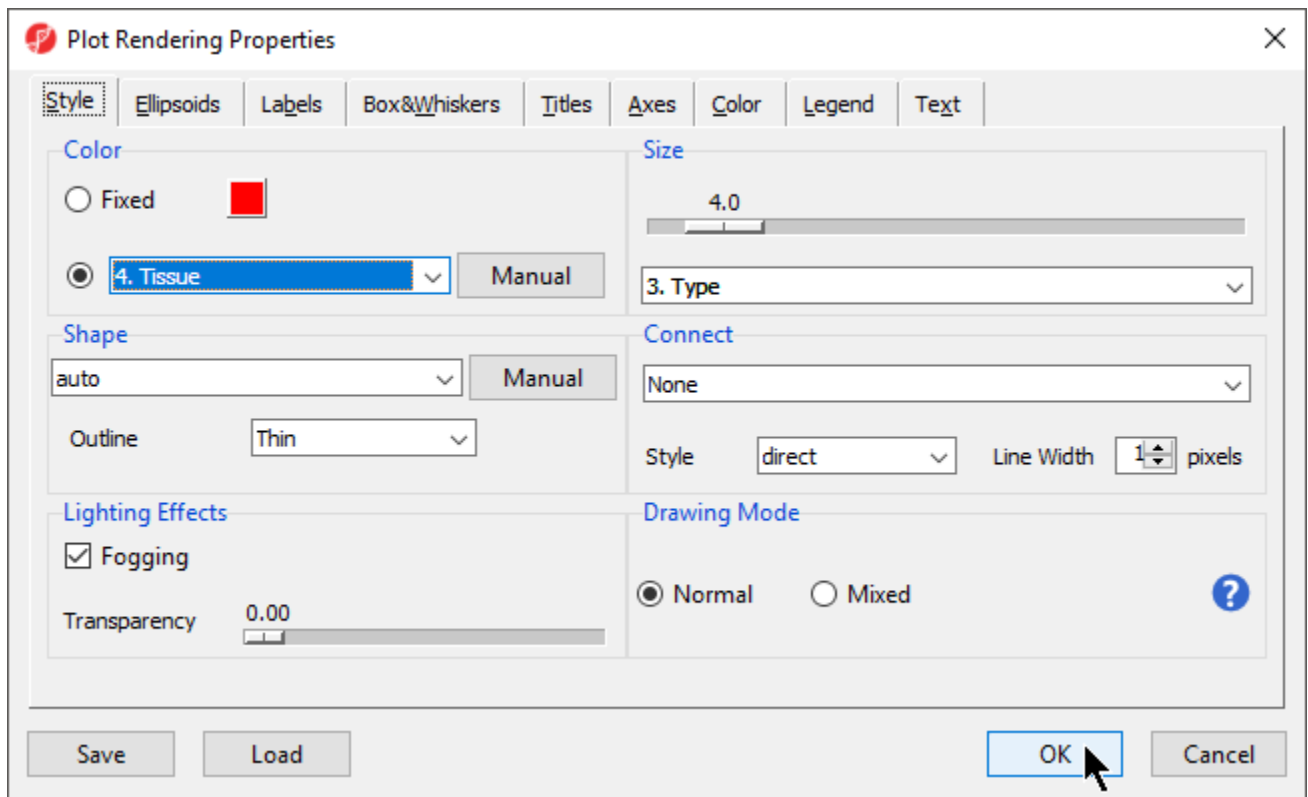 Plot Rendering Properties
Style Ellipsoids Labels Box&Whiskers Titles Axes Color Legend Text
Color
Fixed
4. Tissue
Manual
Size
4.0
3. Type
Shape
auto
Manual
Outline
Thin
Connect
None
Style
direct
Line Width
1
pixels
Lighting Effects
Fogging
Transparency
0.00
Drawing Mode
Normal
Mixed
?
Save
Load
OK
Cancel